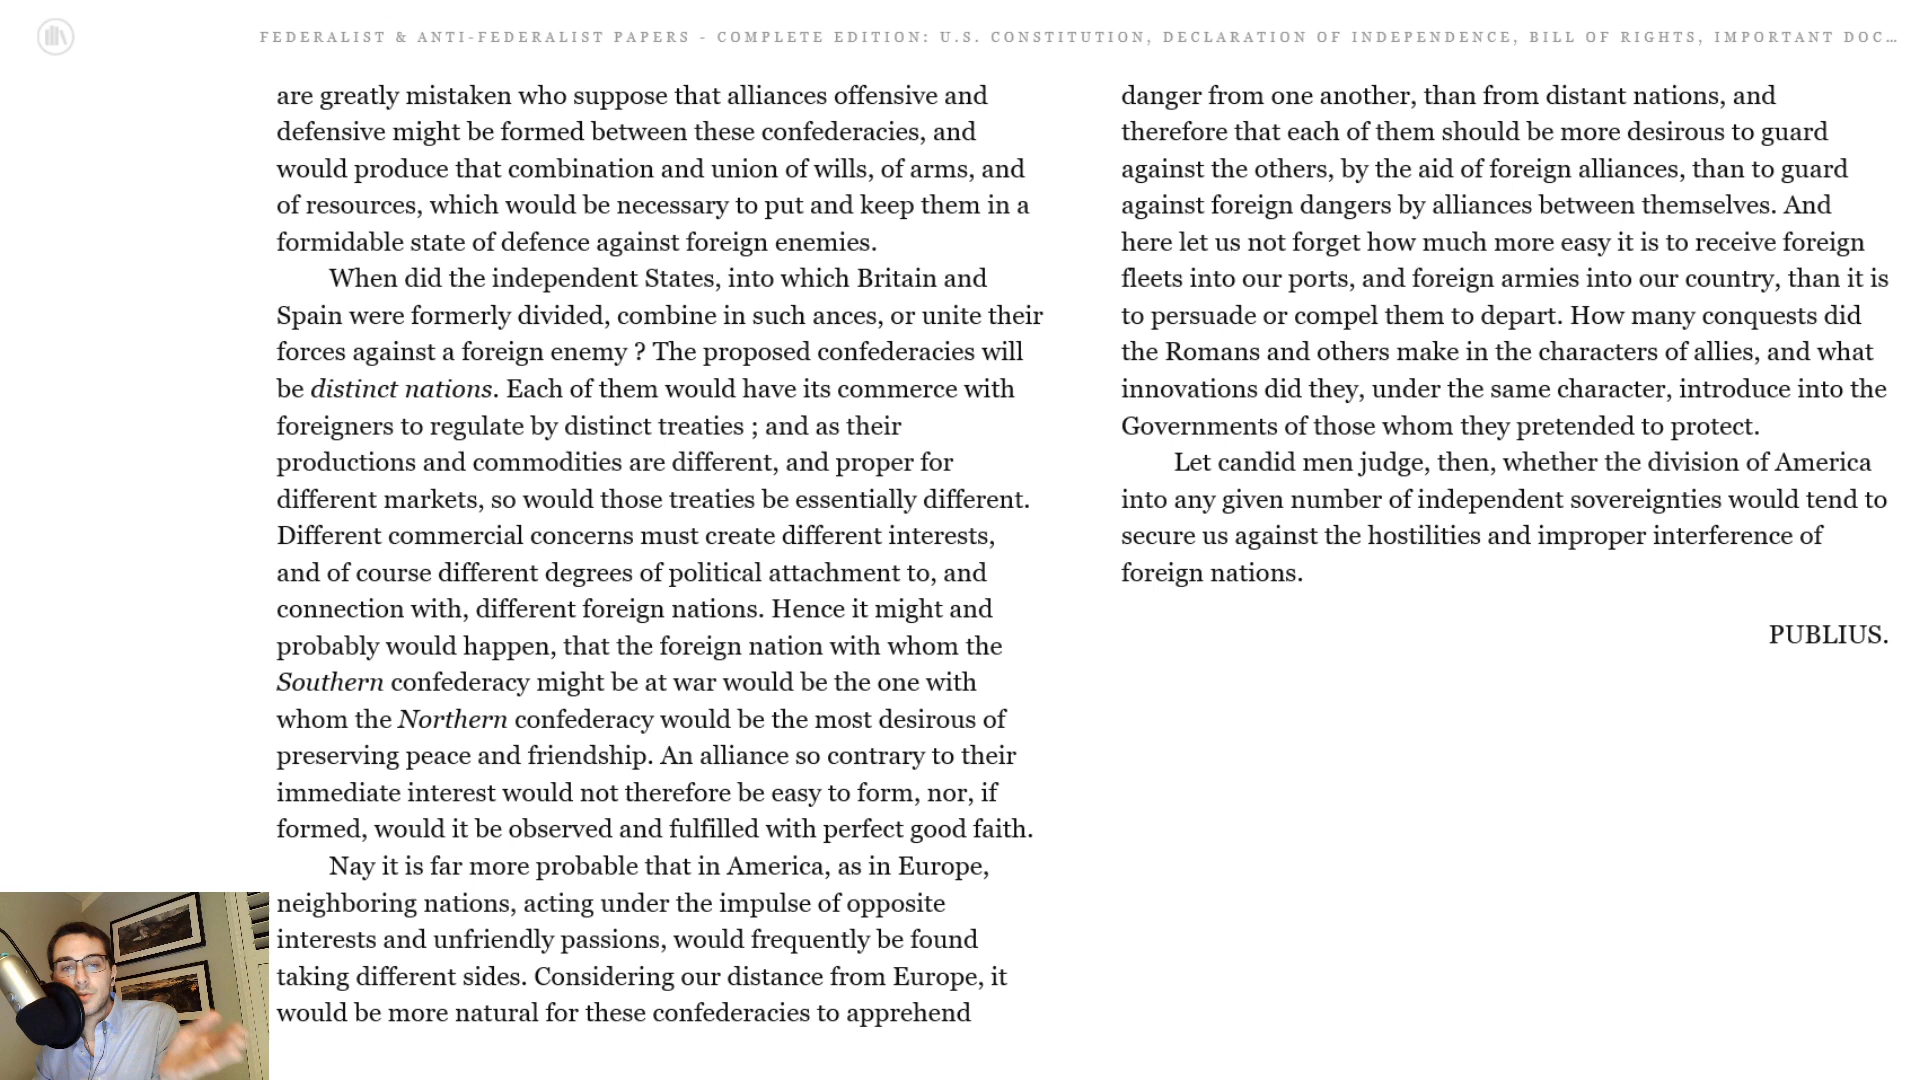 FEDERALIST & ANTI-FEDERALIST PAPERS - COMPLETE EDITION: U.S. CONSTITUTION, DECLARATION OF INDEPENDENCE, BILL OF RIGHTS, IMPORTANT DOC...
are greatly mistaken who suppose that alliances offensive and
defensive might be formed between these confederacies, and
would produce that combination and union of wills, of arms, and
of resources, which would be necessary to put and keep them in a
formidable state of defence against foreign enemies.
When did the independent States, into which Britain and
Spain were formerly divided, combine in such ances, or unite their
forces against a foreign enemy ? The proposed confederacies will
be distinct nations. Each of them would have its commerce with
foreigners to regulate by distinct treaties ; and as their
productions and commodities are different, and proper for
different markets, so would those treaties be essentially different.
Different commercial concerns must create different interests,
and of course different degrees of political attachment to, and
connection with, different foreign nations. Hence it might and
probably would happen, that the foreign nation with whom the
Southern confederacy might be at war would be the one with
whom the Northern confederacy would be the most desirous of
preserving peace and friendship. An alliance so contrary to their
immediate interest would not therefore be easy to form, nor, if
formed, would it be observed and fulfilled with perfect good faith.
Nay it is far more probable that in America, as in Europe,
neighboring nations, acting under the impulse of opposite
interests and unfriendly passions, would frequently be found
taking different sides. Considering our distance from Europe, it
would be more natural for these confederacies to apprehend
danger from one another, than from distant nations, and
therefore that each of them should be more desirous to guard
against the others, by the aid of foreign alliances, than to guard
against foreign dangers by alliances between themselves. And
here let us not forget how much more easy it is to receive foreign
fleets into our ports, and foreign armies into our country, than it is
to persuade or compel them to depart. How many conquests did
the Romans and others make in the characters of allies, and what
innovations did they, under the same character, introduce into the
Governments of those whom they pretended to protect.
Let candid men judge, then, whether the division of America
into any given number of independent sovereignties would tend to
secure us against the hostilities and improper interference of
foreign nations.
PUBLIUS.